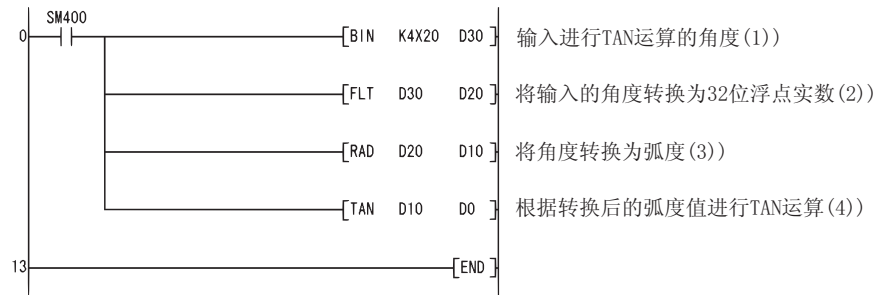 SM400
0 [BIN K4X20 D30] 输入进行TAN运算的角度(1))
[FLT D30 D20] 将输入的角度转换为32位浮点实数(2))
[RAD D20 D10] 将角度转换为弧度(3))
[TAN D10 D0] 根据转换后的弧度值进行TAN运算(4))
13 [END]